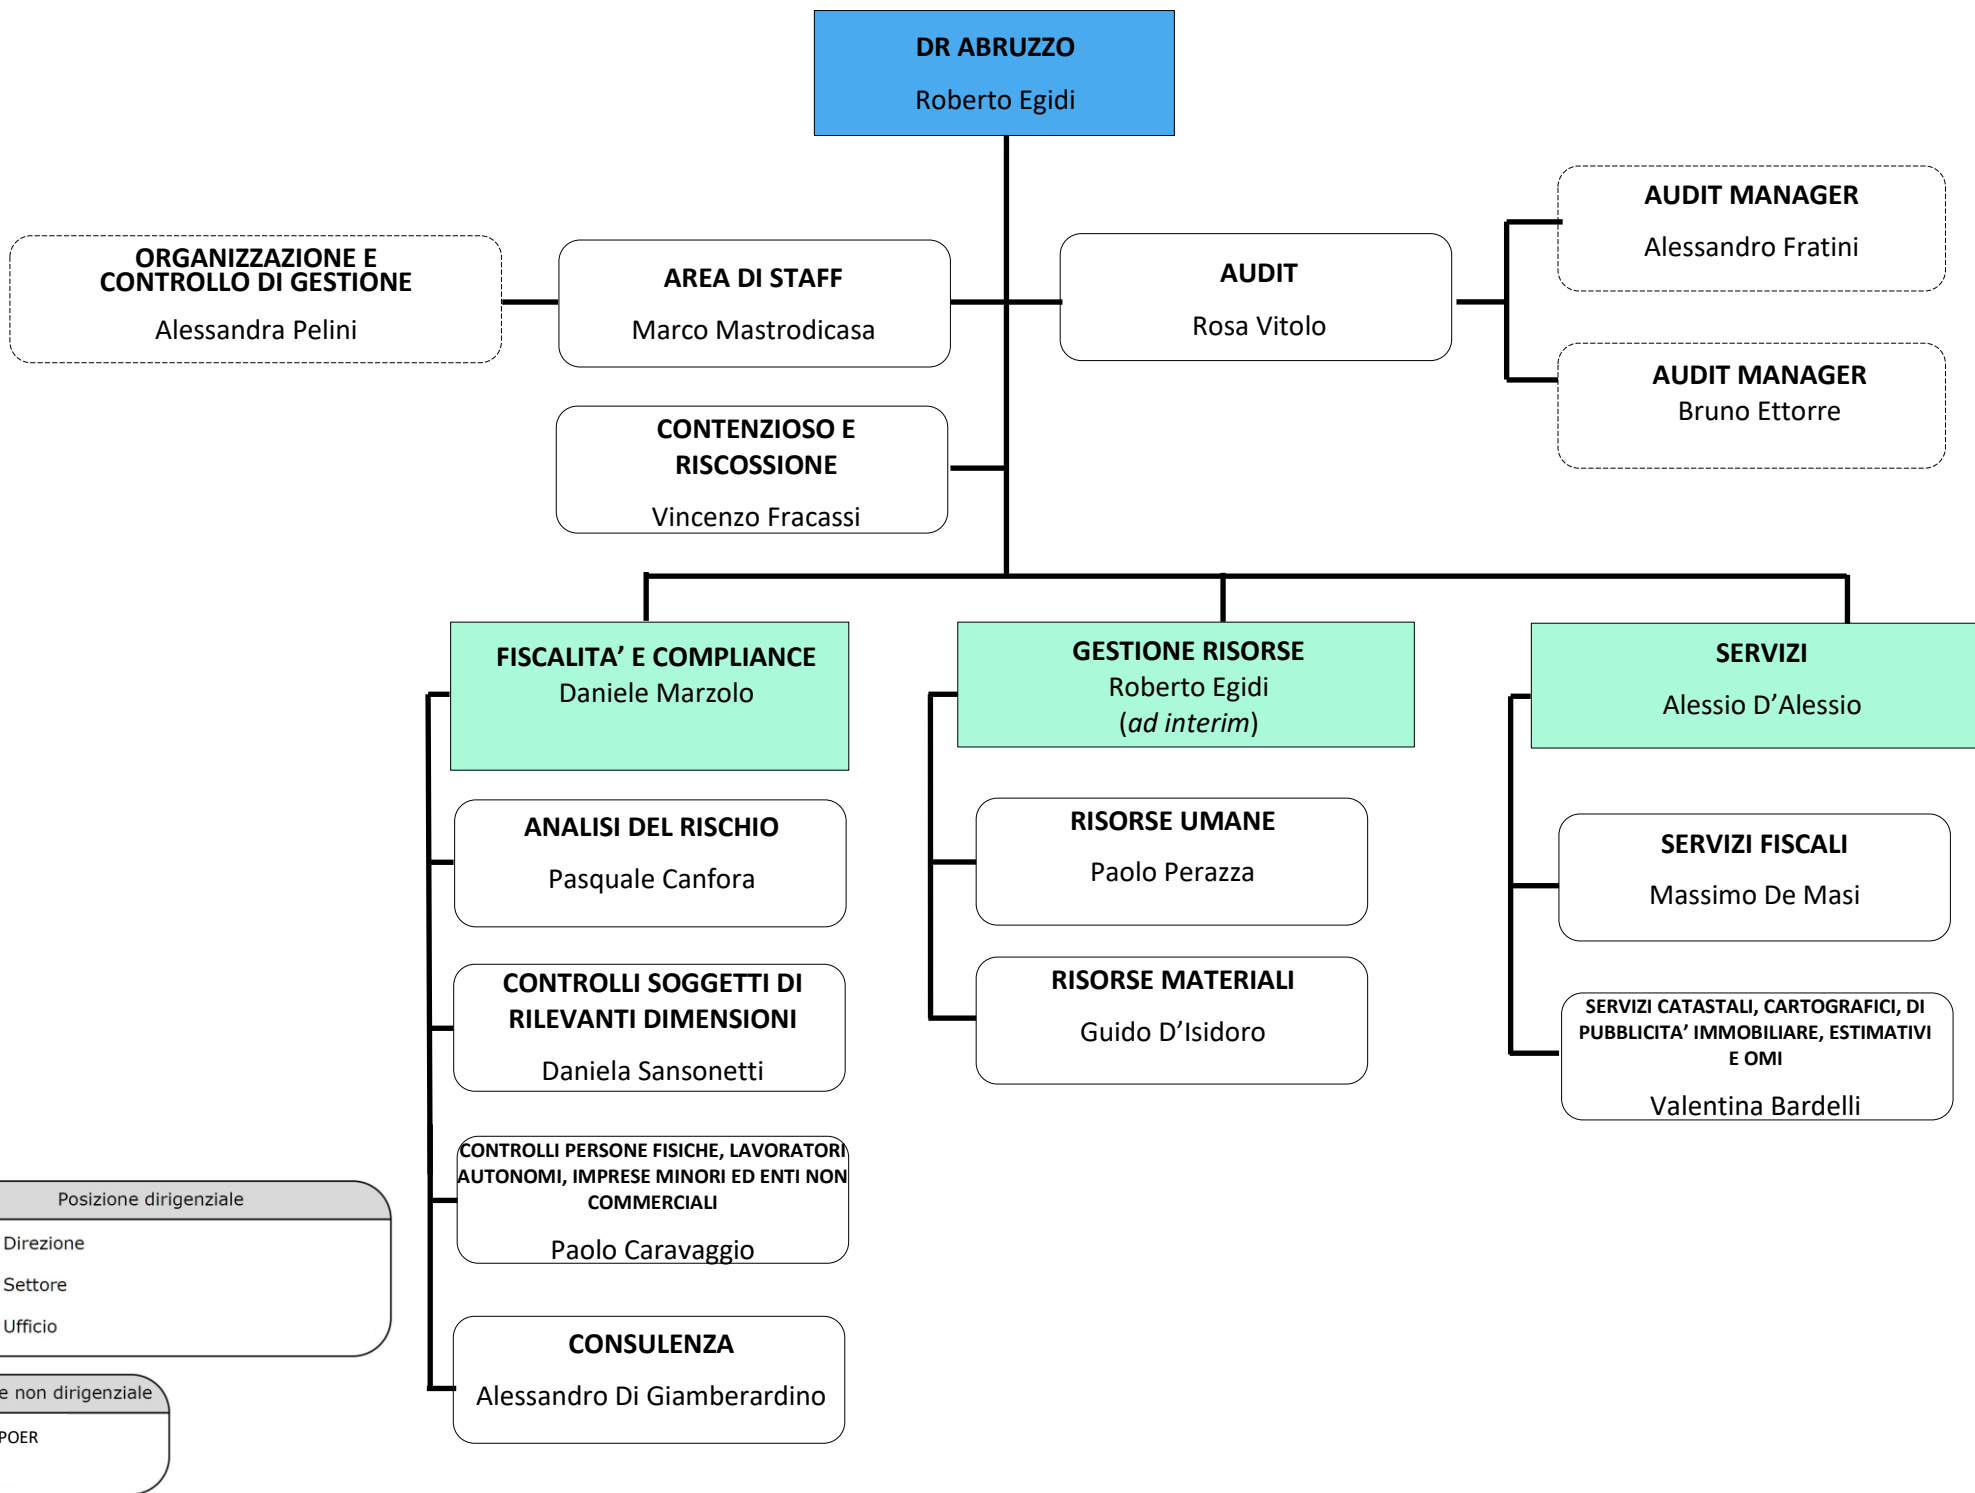 DR ABRUZZO
Roberto Egidi
ORGANIZZAZIONE E
CONTROLLO DI GESTIONE
Alessandra Pelini
AREA DI STAFF
Marco Mastrodicasa
AUDIT
Rosa Vitolo
AUDIT MANAGER
Alessandro Fratini
AUDIT MANAGER
Bruno Ettorre
CONTENZIOSO E
RISCOSSIONE
Vincenzo Fracassi
FISCALITA’ E COMPLIANCE
Daniele Marzolo
ANALISI DEL RISCHIO
Pasquale Canfora
CONTROLLI SOGGETTI DI
RILEVANTI DIMENSIONI
Daniela Sansonetti
CONTROLLI PERSONE FISICHE, LAVORATORI
AUTONOMI, IMPRESE MINORI ED ENTI NON
COMMERCIALI
Paolo Caravaggio
CONSULENZA
Alessandro Di Giamberardino
GESTIONE RISORSE
Roberto Egidi
(ad interim)
RISORSE UMANE
Paolo Perazza
RISORSE MATERIALI
Guido D’Isidoro
SERVIZI
Alessio D’Alessio
SERVIZI FISCALI
Massimo De Masi
SERVIZI CATASTALI, CARTOGRAFICI, DI
PUBBLICITA’ IMMOBILIARE, ESTIMATIVI
E OMI
Valentina Bardelli
Posizione dirigenziale
Direzione
Settore
Ufficio
e non dirigenziale
POER